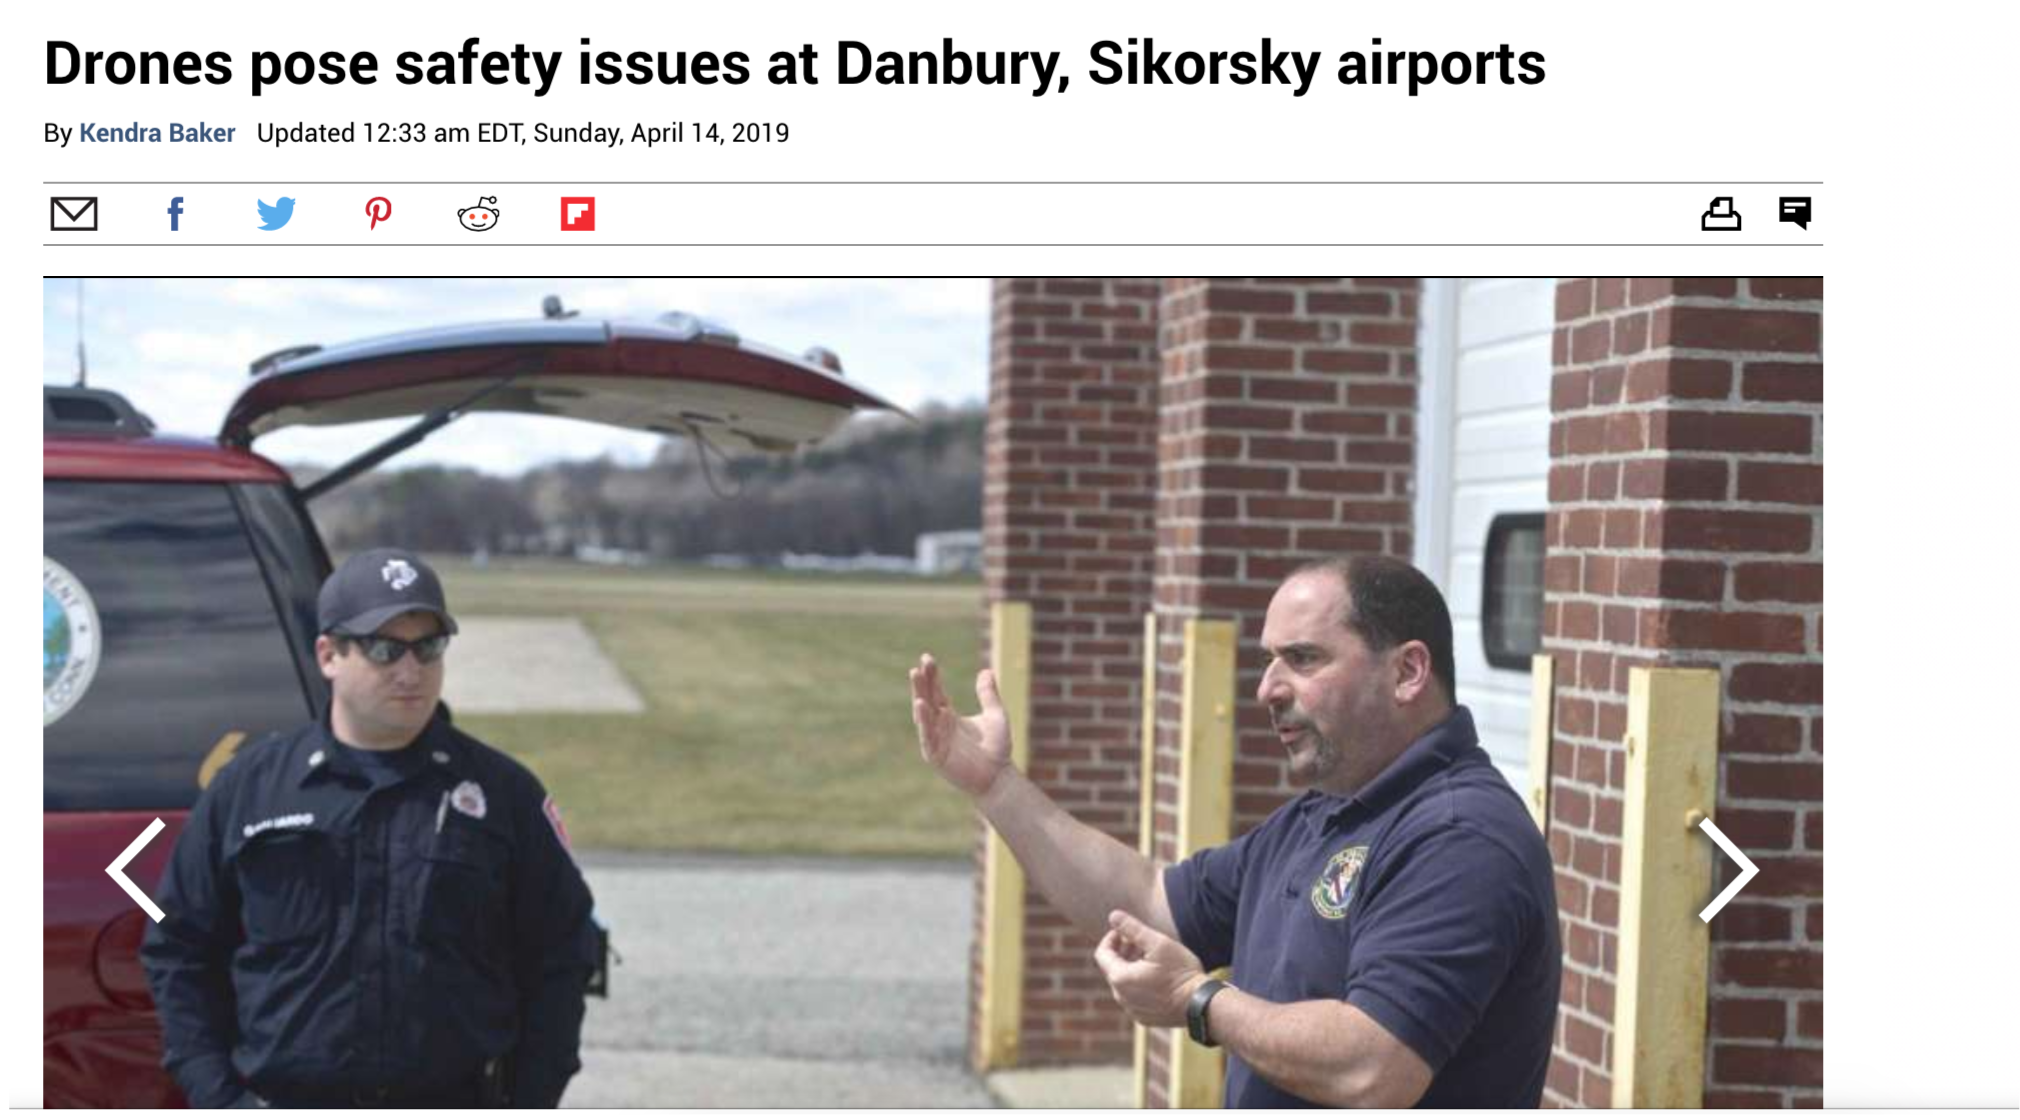 Drones pose safety issues at Danbury, Sikorsky airports
By Kendra Baker Updated 12:33 am EDT, Sunday, April 14, 2019